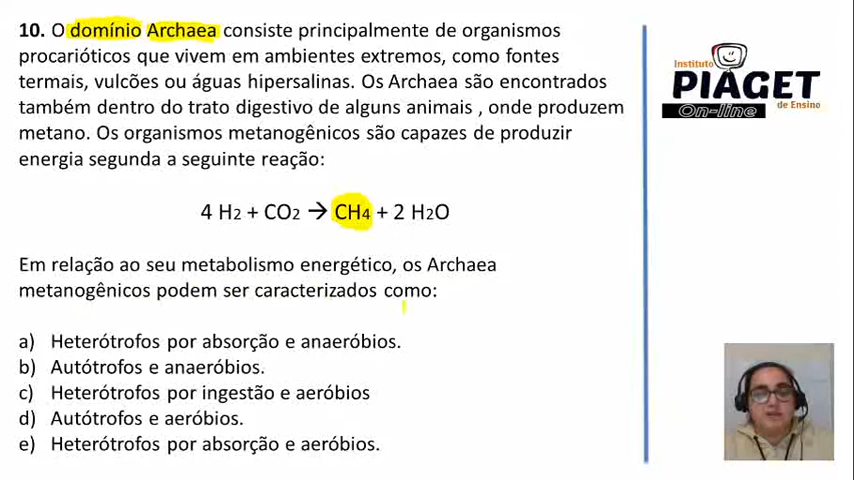 10. O domínio Archaea consiste principalmente de organismos
procarióticos que vivem em ambientes extremos, como fontes
termais, vulcões ou águas hipersalinas. Os Archaea são encontrados
também dentro do trato digestivo de alguns animais , onde produzem
metano. Os organismos metanogênicos são capazes de produzir
energia segunda a seguinte reação:
4 H2 + CO2 → CH4 + 2 H2O
Em relação ao seu metabolismo energético, os Archaea
metanogênicos podem ser caracterizados como:
a) Heterótrofos por absorção e anaeróbios.
b) Autótrofos e anaeróbios.
c) Heterótrofos por ingestão e aeróbios
d) Autótrofos e aeróbios.
e) Heterótrofos por absorção e aeróbios.
Instituto
PIAGET
On-line de Ensino